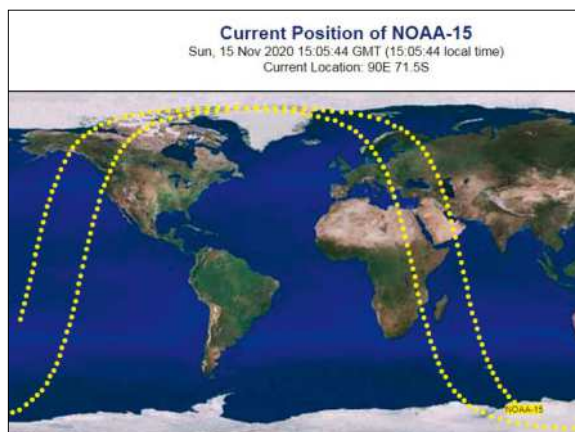 Current Position of NOAA-15
Sun, 15 Nov 2020 15:05:44 GMT (15:05:44 local time)
Current Location: 90E 71.5S
NOAA-15